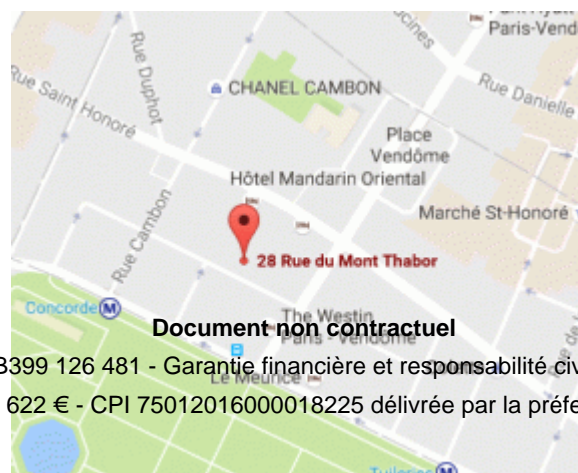 Paris-Vend
Rue Duphot
CHANEL CAMBON
Rue Danielle
Rue Saint Honoré
Place
Vendôme
Hôtel Mandarin Oriental
Marché St-Honoré
Rue Cambon
28 Rue du Mont Thabor
Concorde
The Westin
Paris - Vendôme
Document non contractuel
B399 126 481 - Garantie financière et responsabilité civ
Le Meurice
622 € - CPI 75012016000018225 délivrée par la préfe
Tuileries